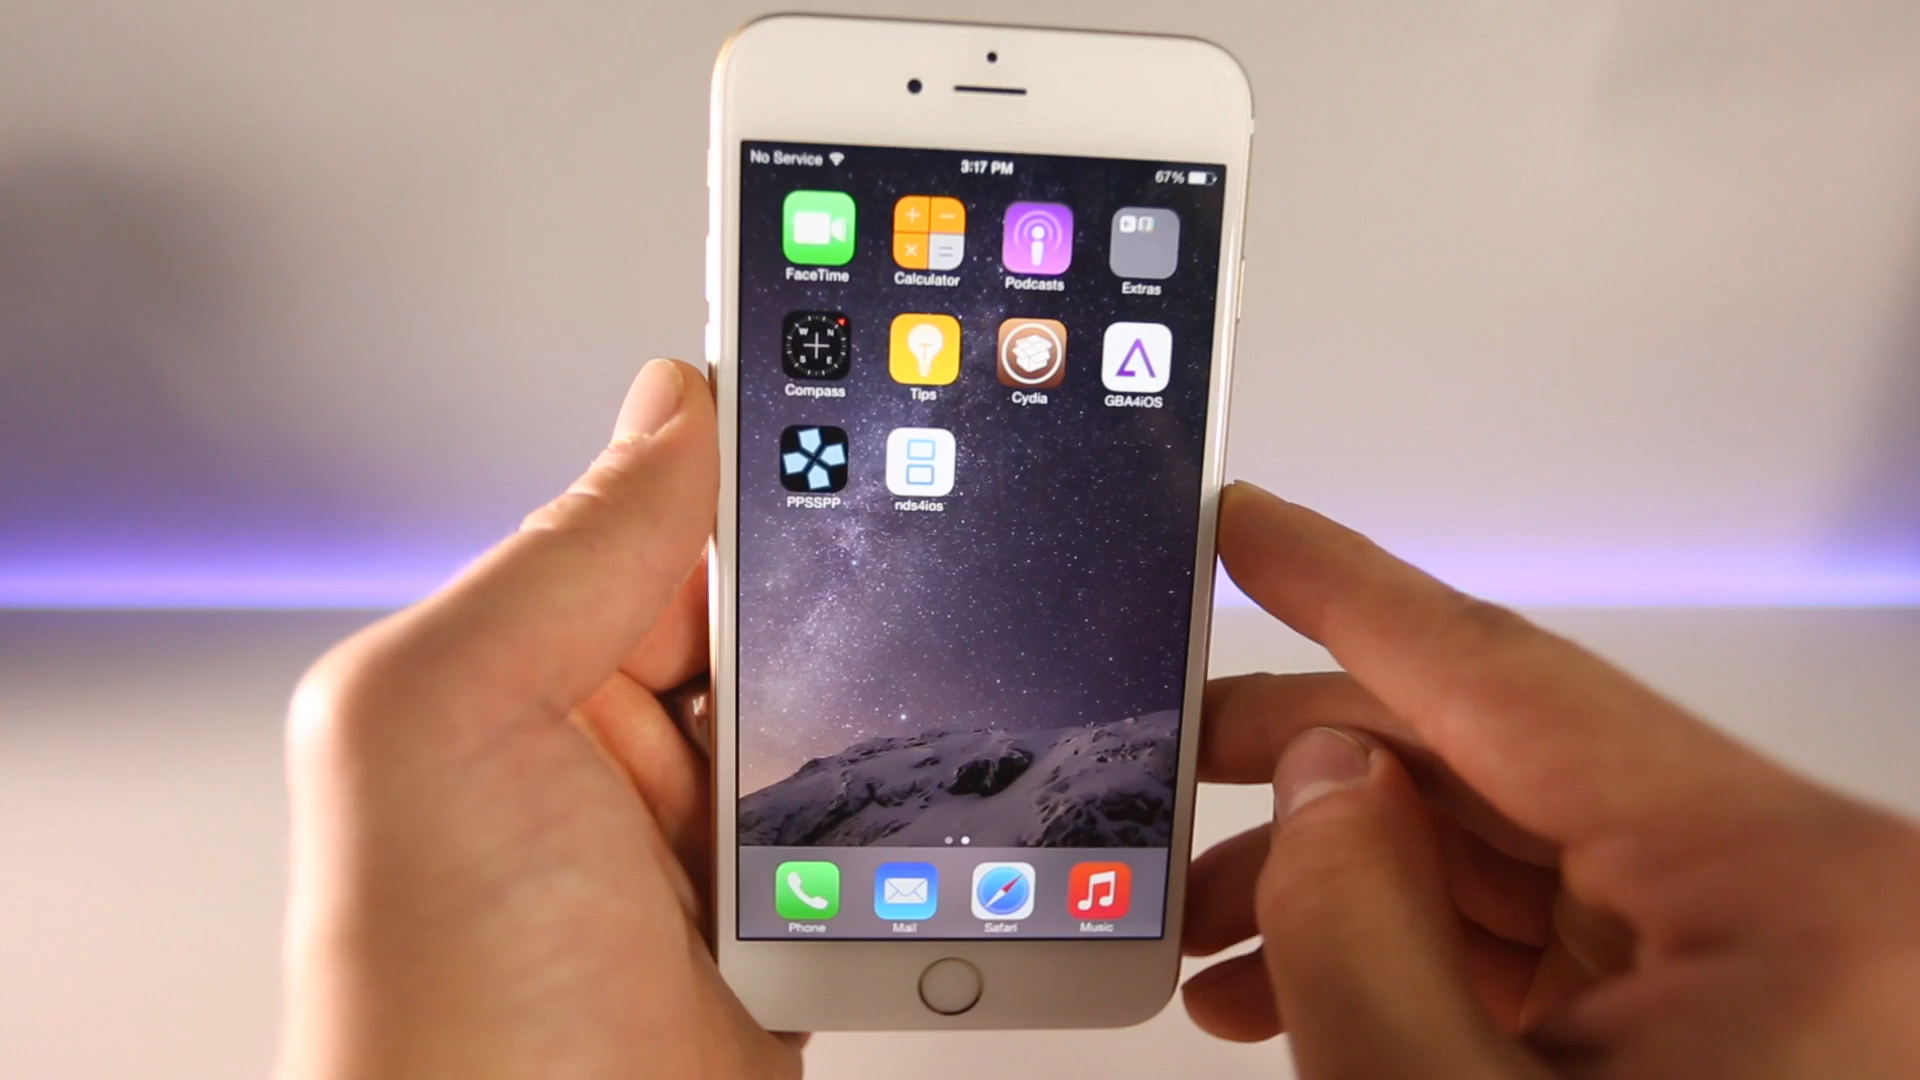 No Service 3:17 PM 67%
FaceTime Calculator Podcasts Extras
W N
S E
Compass Tips Cydia GBA4iOS
PPSSPP nds4ios
Phone Mail Safari Music